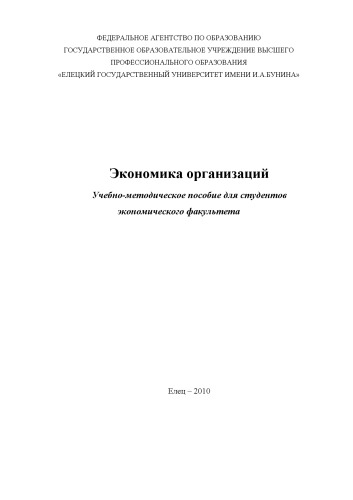 ФЕДЕРАЛЬНОЕ АГЕНТСТВО ПО ОБРАЗОВАНИЮ
ГОСУДАРСТВЕННОЕ ОБРАЗОВАТЕЛЬНОЕ УЧРЕЖДЕНИЕ ВЫСШЕГО
ПРОФЕССИОНАЛЬНОГО ОБРАЗОВАНИЯ
«ЕЛЕЦКИЙ ГОСУДАРСТВЕННЫЙ УНИВЕРСИТЕТ ИМЕНИ И.А.БУНИНА»
Экономика организаций
Учебно-методическое пособие для студентов
экономического факультета
Елец – 2010